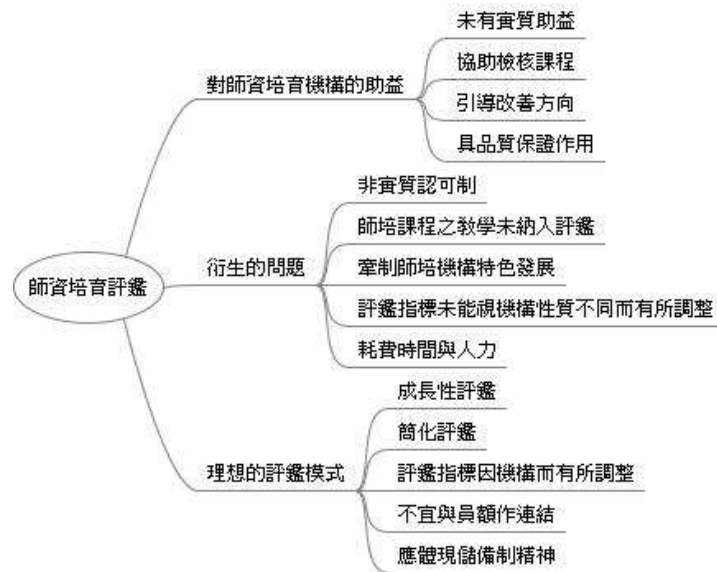 師資培育評鑑
對師資培育機構的助益
未有實質助益
協助檢核課程
引導改善方向
具品質保證作用
衍生的問題
非實質認可制
師培課程之教學未納入評鑑
牽制師培機構特色發展
評鑑指標未能視機構性質不同而有所調整
耗費時間與人力
理想的評鑑模式
成長性評鑑
簡化評鑑
評鑑指標因機構而有所調整
不宜與員額作連結
應體現儲備制精神